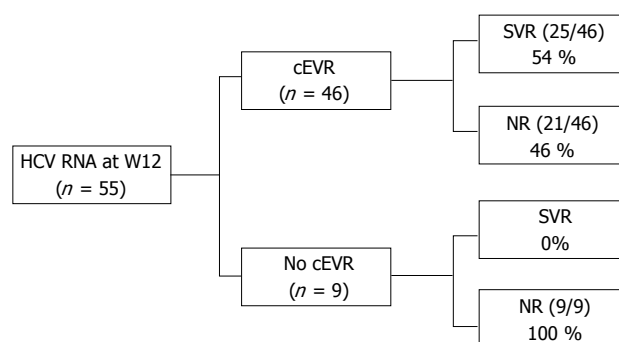 HCV RNA at W12
(n = 55)
cEVR
(n = 46)
SVR (25/46)
54 %
NR (21/46)
46 %
No cEVR
(n = 9)
SVR
0%
NR (9/9)
100 %